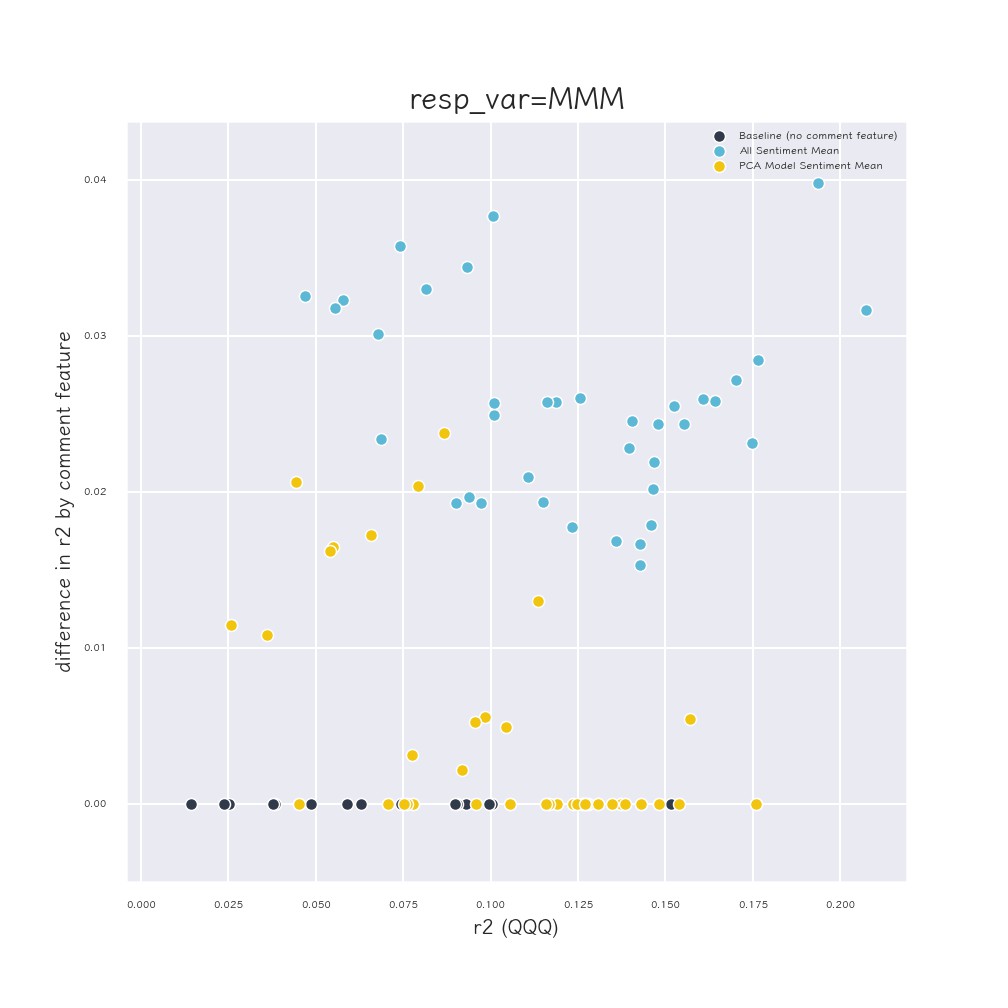 resp_var=MMM
Baseline (no comment feature)
All Sentiment Mean
PCA Model Sentiment Mean
difference in r2 by comment feature
0.04
0.03
0.02
0.01
0.00
0.000 0.025 0.050 0.075 0.100 0.125 0.150 0.175 0.200
r2 (QQQ)